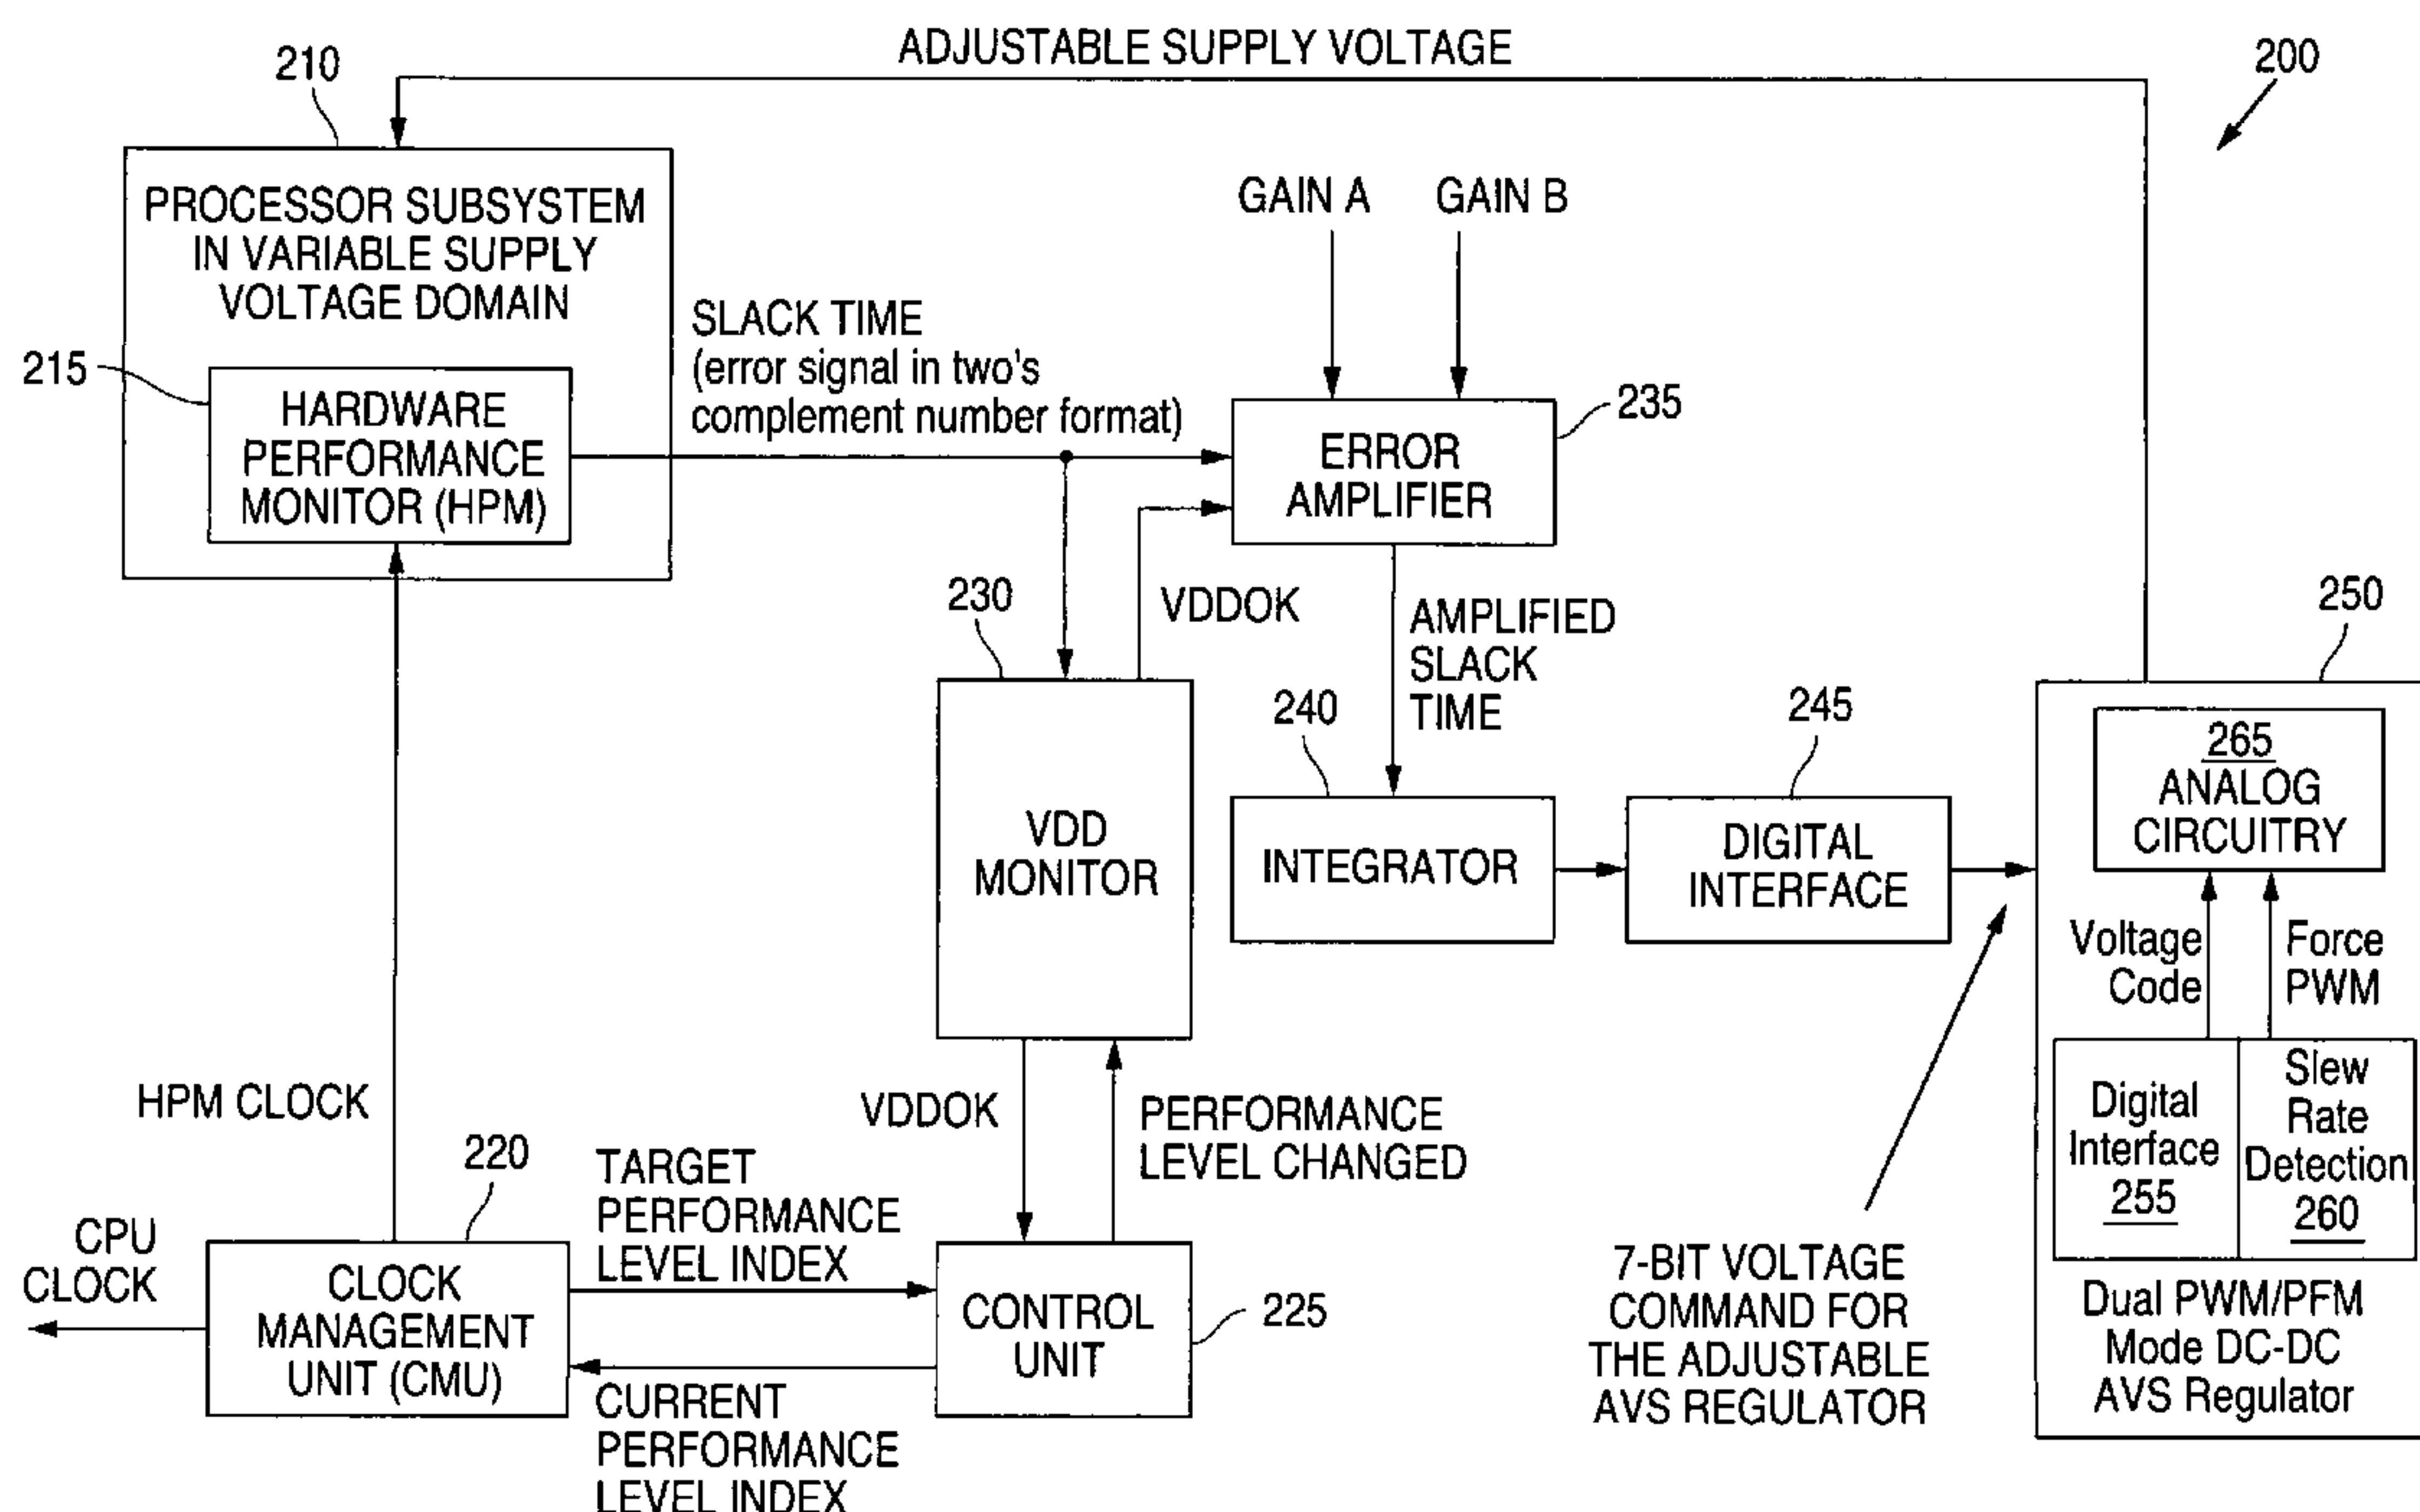 ADJUSTABLE SUPPLY VOLTAGE
200
210
PROCESSOR SUBSYSTEM
IN VARIABLE SUPPLY
VOLTAGE DOMAIN
215
HARDWARE
PERFORMANCE
MONITOR (HPM)
SLACK TIME
(error signal in two's
complement number format)
GAIN A
GAIN B
235
ERROR
AMPLIFIER
230
VDDOK
AMPLIFIED
SLACK
TIME
VDD
MONITOR
240
INTEGRATOR
245
DIGITAL
INTERFACE
250
265
ANALOG
CIRCUITRY
Voltage
Code
Force
PWM
Digital
Interface
255
Slew
Rate
Detection
260
Dual PWM/PFM
Mode DC-DC
AVS Regulator
7-BIT VOLTAGE
COMMAND FOR
THE ADJUSTABLE
AVS REGULATOR
HPM CLOCK
VDDOK
PERFORMANCE
LEVEL CHANGED
220
CPU
CLOCK
CLOCK
MANAGEMENT
UNIT (CMU)
TARGET
PERFORMANCE
LEVEL INDEX
CONTROL
UNIT
225
CURRENT
PERFORMANCE
LEVEL INDEX